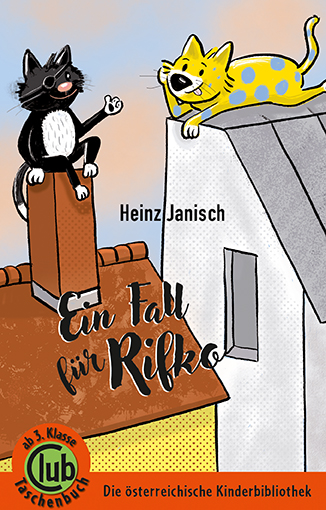 Heinz Janisch
Ein Fall
für Rifko
ab 3. Klasse
Club
Taschenbuch
Die österreichische Kinderbibliothek